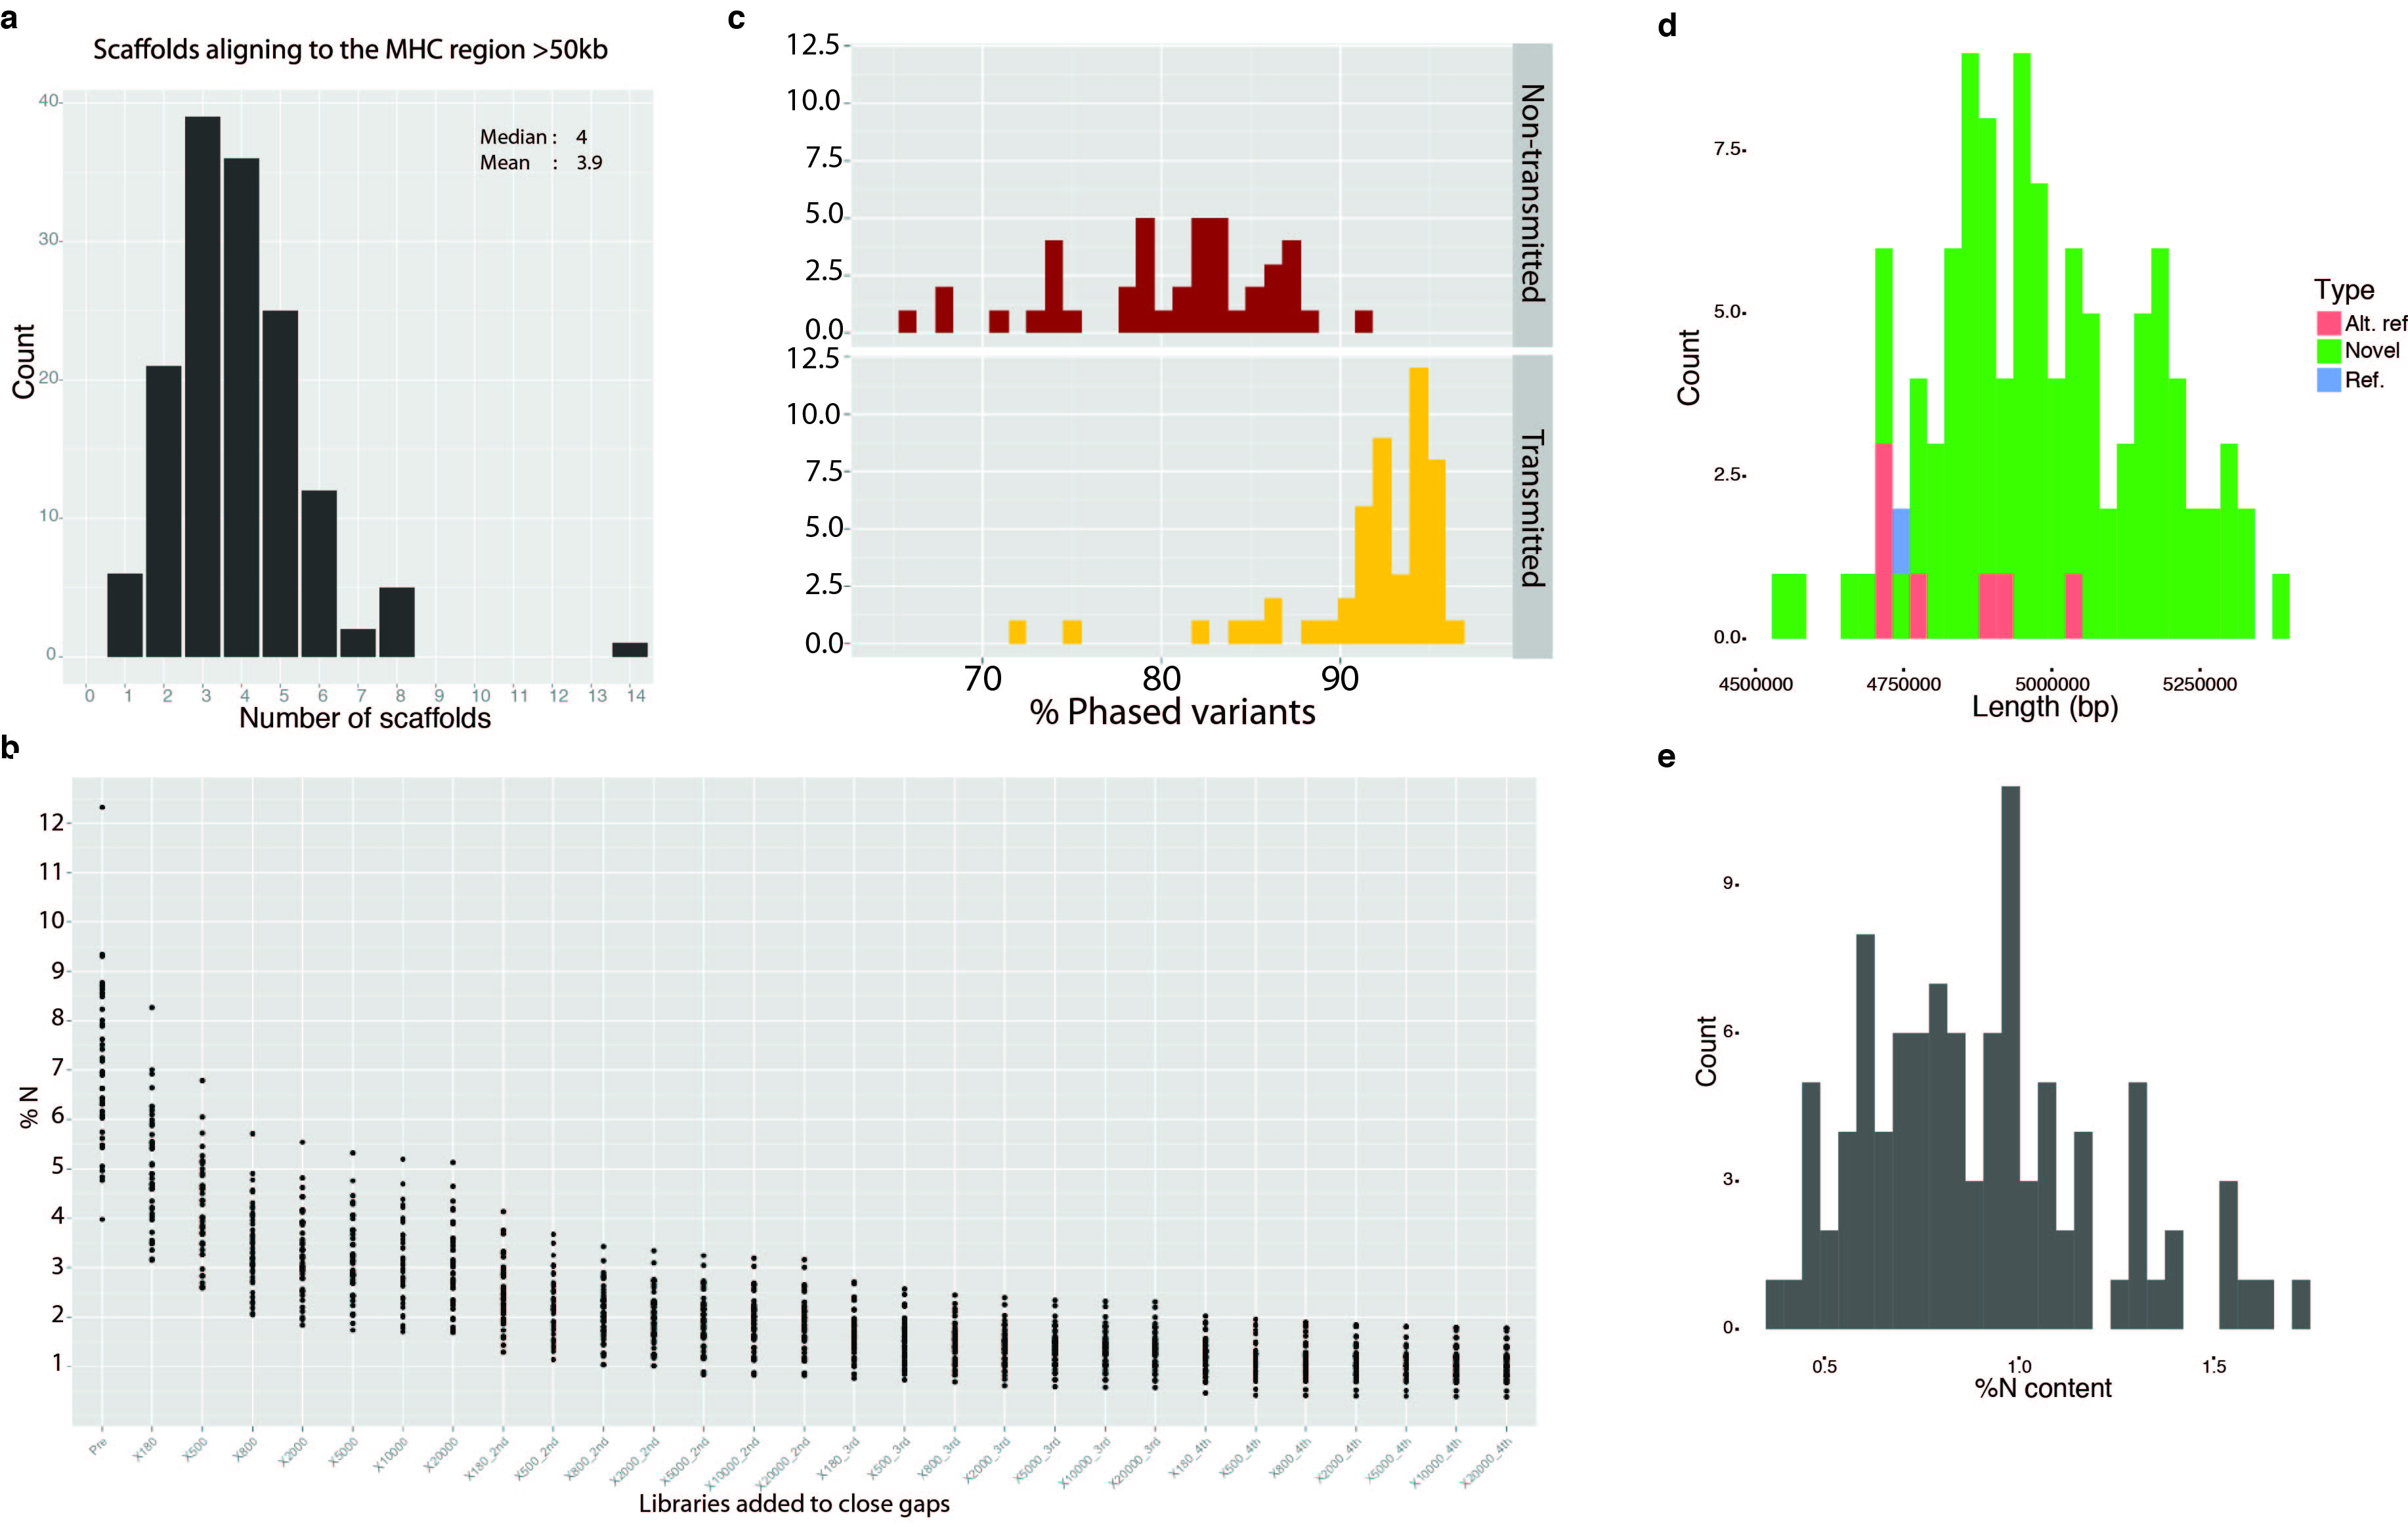 a
Scaffolds aligning to the MHC region >50kb
40
30
20
10
0
Count
Median : 4
Mean : 3.9
0 1 2 3 4 5 6 7 8 9 10 11 12 13 14
Number of scaffolds
b
12
11
10
9
8
7
6
5
4
3
2
1
% N
Pre X180 X500 X800 X2000 X5000 X10000 X20000 X180_2nd X500_2nd X800_2nd X2000_2nd X5000_2nd X10000_2nd X20000_2nd X180_3rd X500_3rd X800_3rd X2000_3rd X5000_3rd X10000_3rd X20000_3rd X180_4th X500_4th X800_4th X2000_4th X5000_4th X10000_4th X20000_4th
Libraries added to close gaps
c
12.5
10.0
7.5
5.0
2.5
0.0
Non-transmitted
12.5
10.0
7.5
5.0
2.5
0.0
Transmitted
70 80 90
% Phased variants
d
7.5
5.0
2.5
0.0
Count
4500000 4750000 5000000 5250000
Length (bp)
Type
Alt. ref
Novel
Ref.
e
9
6
3
0
Count
0.5 1.0 1.5
%N content